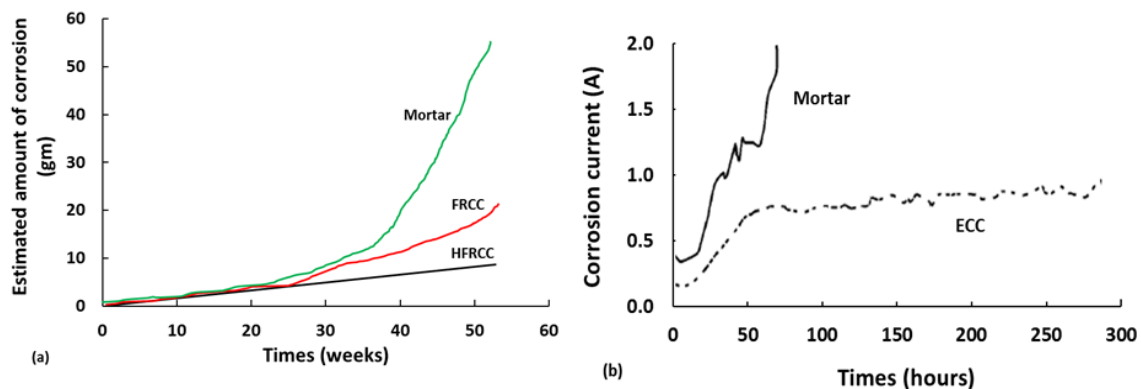 Estimated amount of corrosion
(gm)
60
50
40
30
20
10
0
0 10 20 30 40 50 60
Times (weeks)
Mortar
FRCC
HFRCC
(a)
Corrosion current (A)
2.0
1.5
1.0
0.5
0.0
0 50 100 150 200 250 300
Times (hours)
Mortar
ECC
(b)